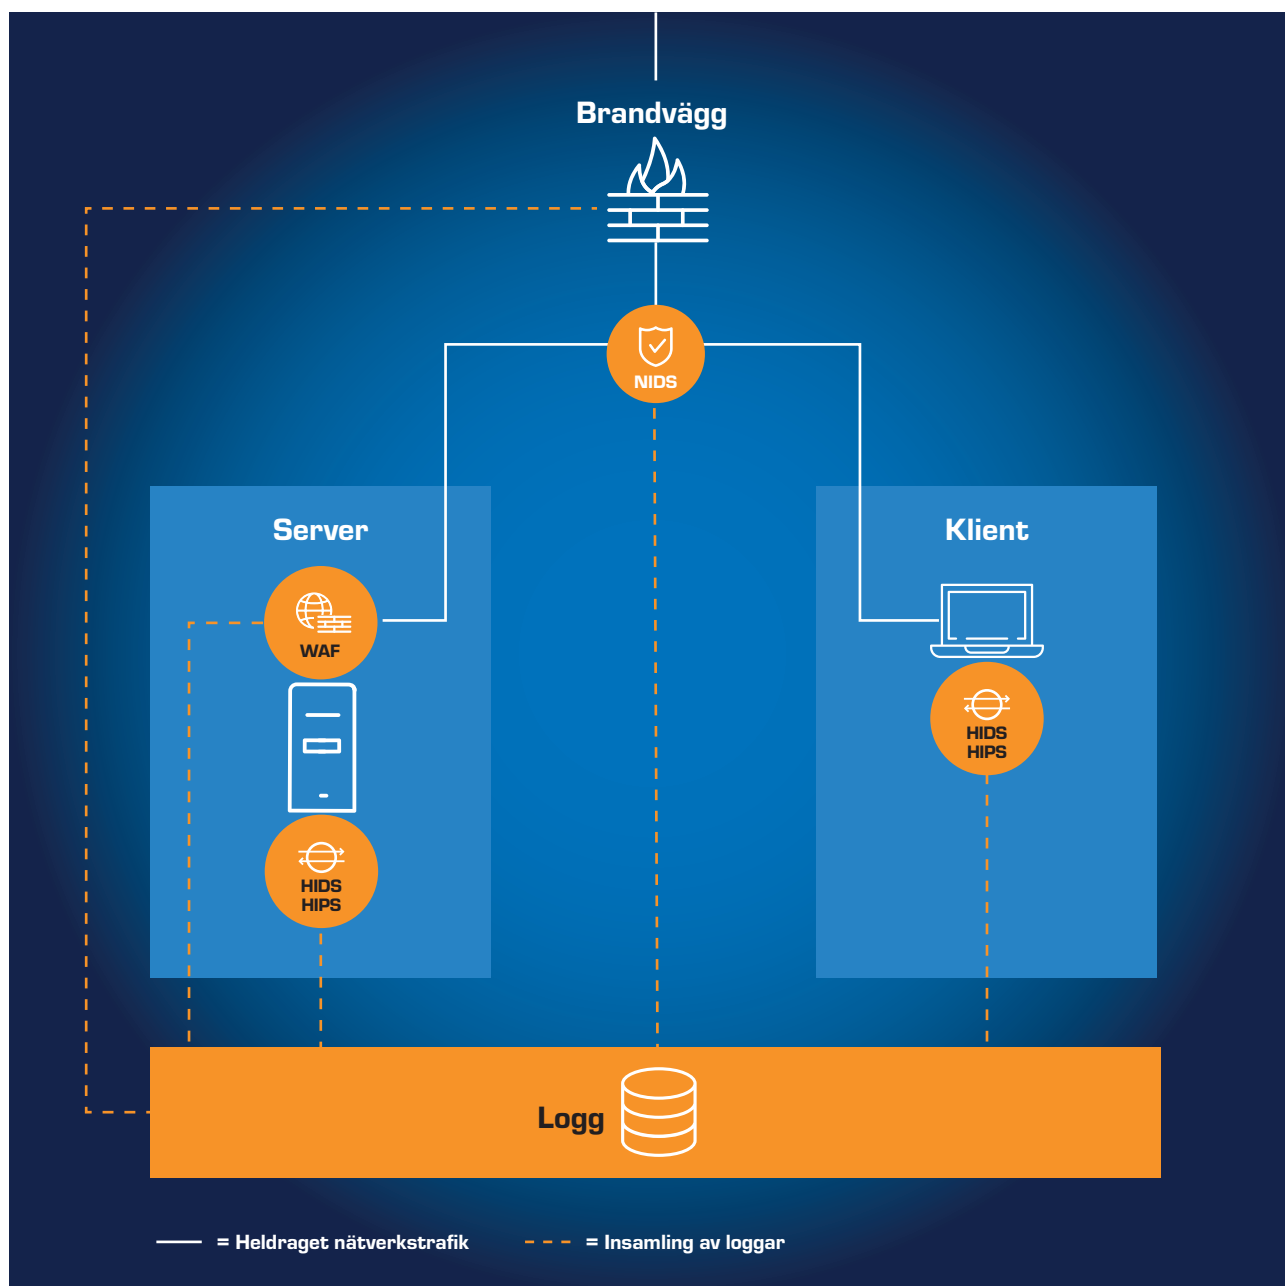 Brandvägg
NIDS
Server
Klient
WAF
HIDS
HIPS
HIDS
HIPS
Logg
= Heldraget nätverkstrafik
= Insamling av loggar